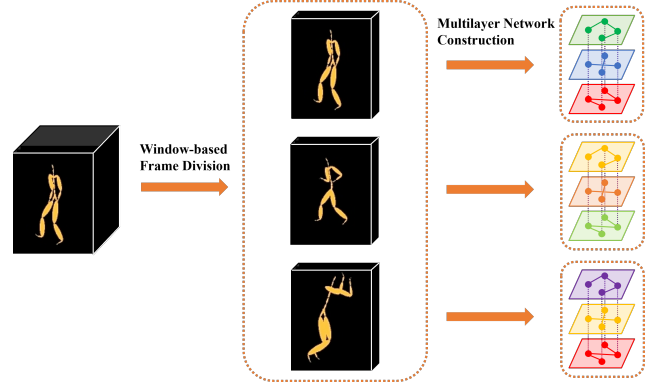 Multilayer Network
Construction
Window-based
Frame Division